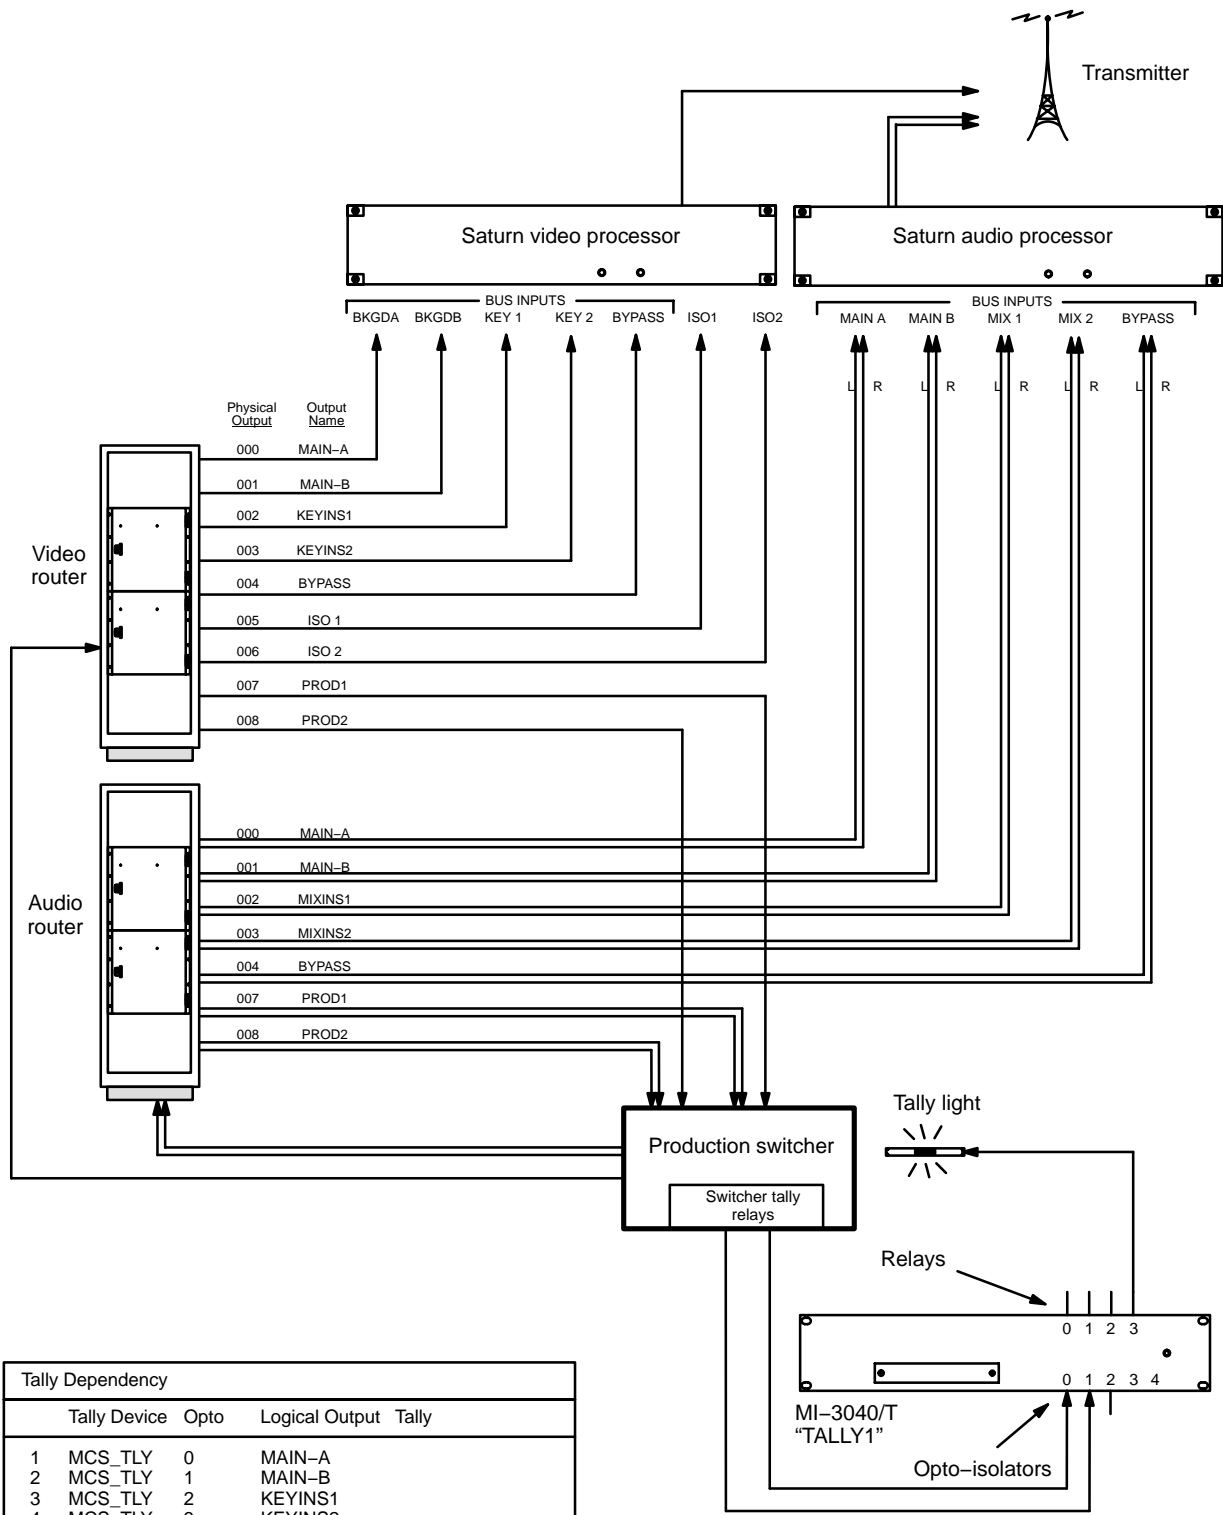 Transmitter
Saturn video processor
Saturn audio processor
BUS INPUTS
BKGDA BKGDB KEY 1 KEY 2 BYPASS ISO1 ISO2
BUS INPUTS
MAIN A MAIN B MIX 1 MIX 2 BYPASS
L R L R L R L R L R
Physical Output
Output Name
000 MAIN–A
001 MAIN–B
002 KEYINS1
003 KEYINS2
004 BYPASS
005 ISO 1
006 ISO 2
007 PROD1
008 PROD2
Video
router
000 MAIN–A
001 MAIN–B
002 MIXINS1
003 MIXINS2
004 BYPASS
007 PROD1
008 PROD2
Audio
router
Production switcher
Switcher tally
relays
Tally light
Relays
0 1 2 3
0 1 2 3 4
MI–3040/T
“TALLY1”
Opto–isolators
Tally Dependency
Tally Device Opto Logical Output Tally
1 MCS_TLY 0 MAIN–A
2 MCS_TLY 1 MAIN–B
3 MCS_TLY 2 KEYINS1